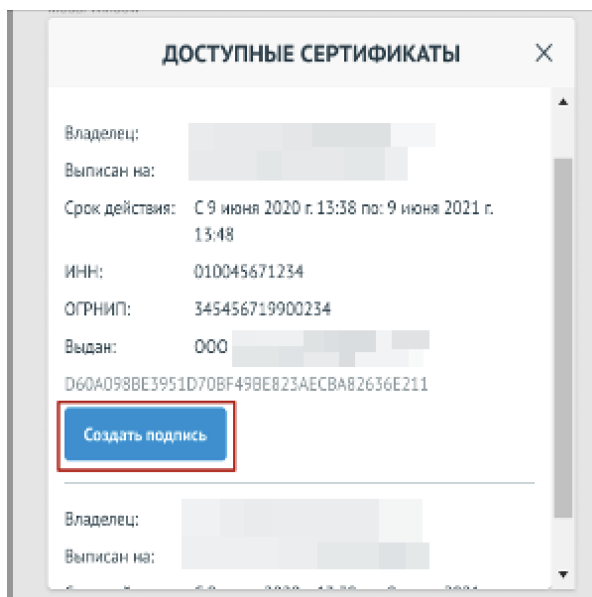 ДОСТУПНЫЕ СЕРТИФИКАТЫ
Владелец:
Выписан на:
Срок действия: С 9 июня 2020 г. 13:38 по: 9 июня 2021 г.
13:48
ИНН: 010045671234
ОГРНИП: 345456719900234
Выдан: ООО
D60A098BE3951D70BF49BE823AECBA82636E211
Создать подпись
Владелец:
Выписан на: